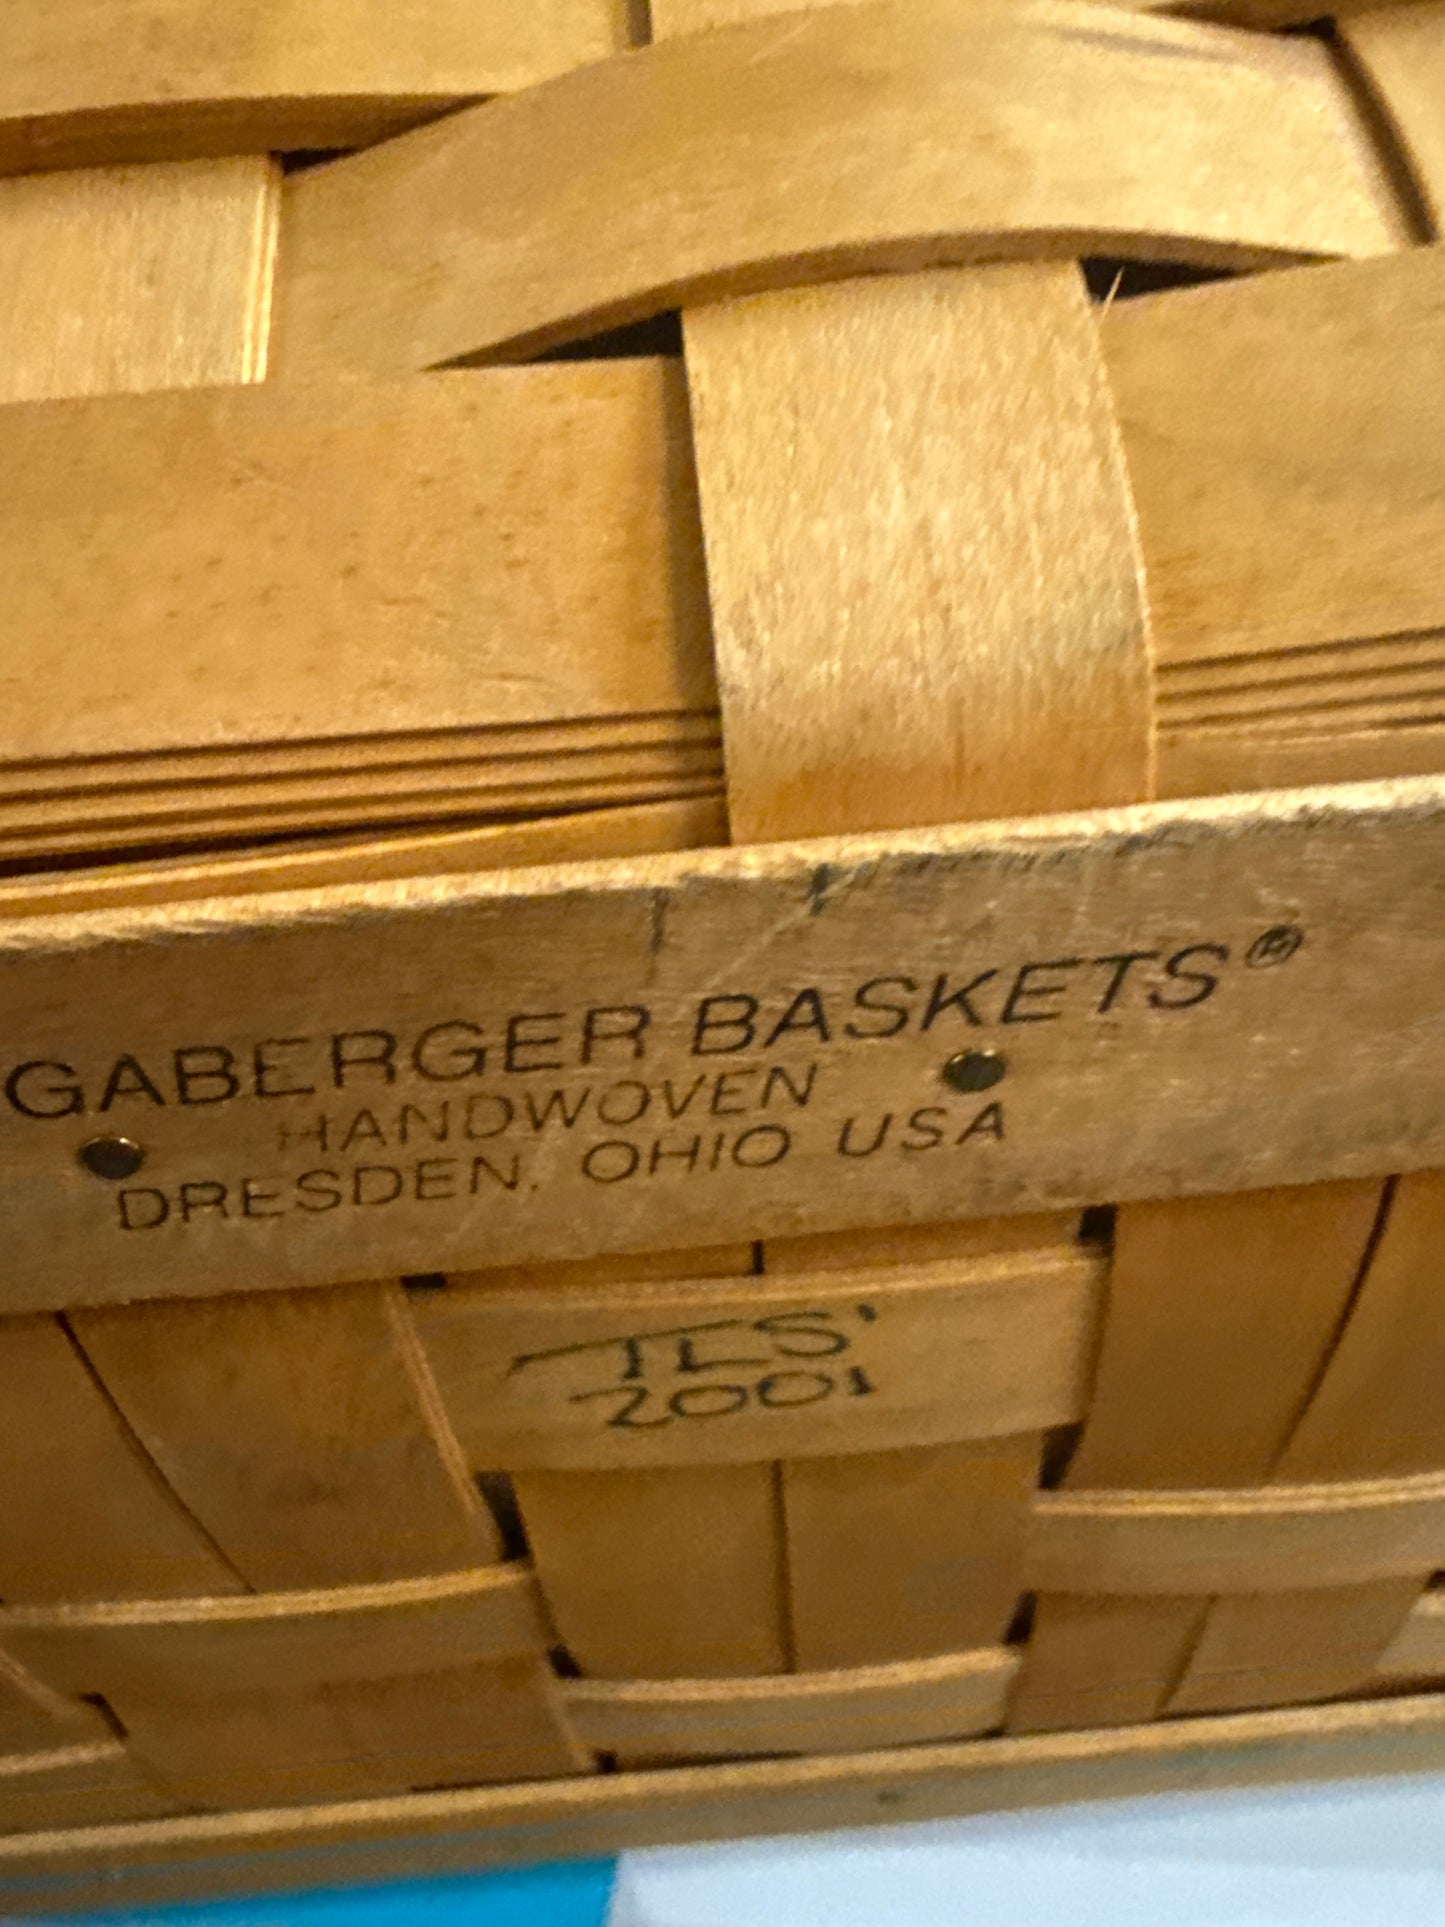 GABERGER BASKETS®
HANDWOVEN
DRESDEN, OHIO USA
TLS'
2001